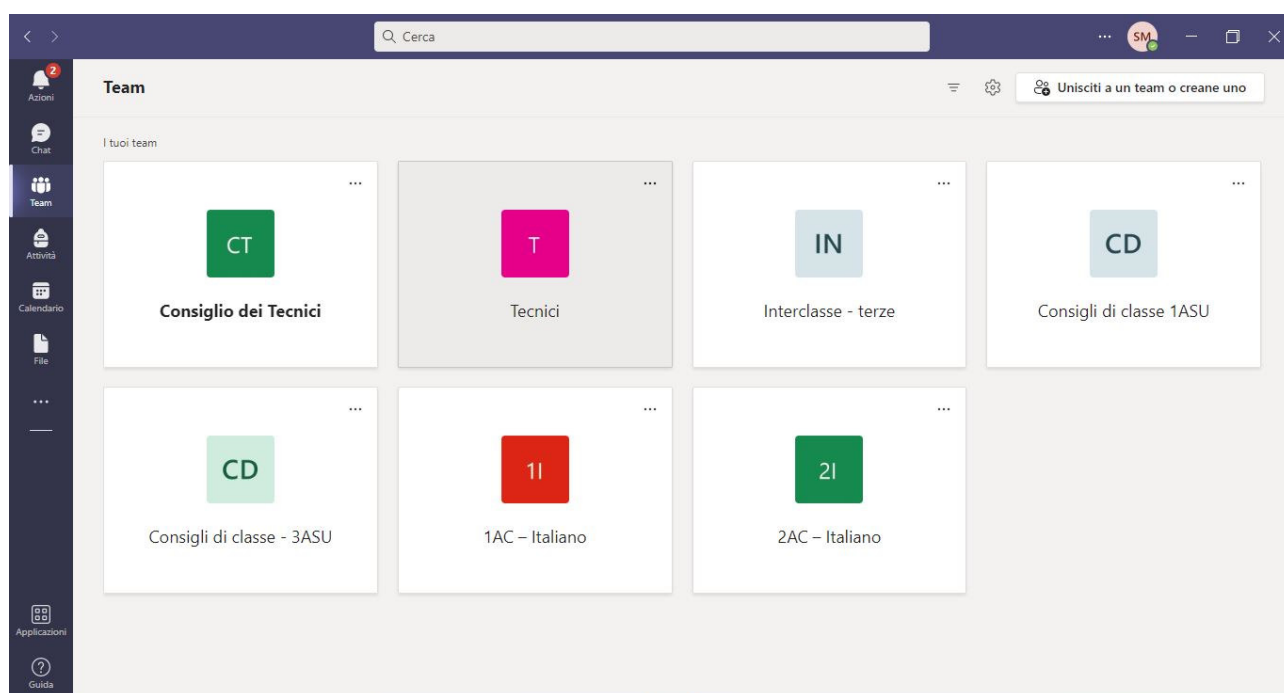 Cerca
SM
2
Azioni
Chat
Team
Attività
Calendario
File
Applicazioni
Guida
Team
Unisciti a un team o creane uno
I tuoi team
CT
Consiglio dei Tecnici
T
Tecnici
IN
Interclasse - terze
CD
Consigli di classe 1ASU
CD
Consigli di classe - 3ASU
1I
1AC – Italiano
2I
2AC – Italiano